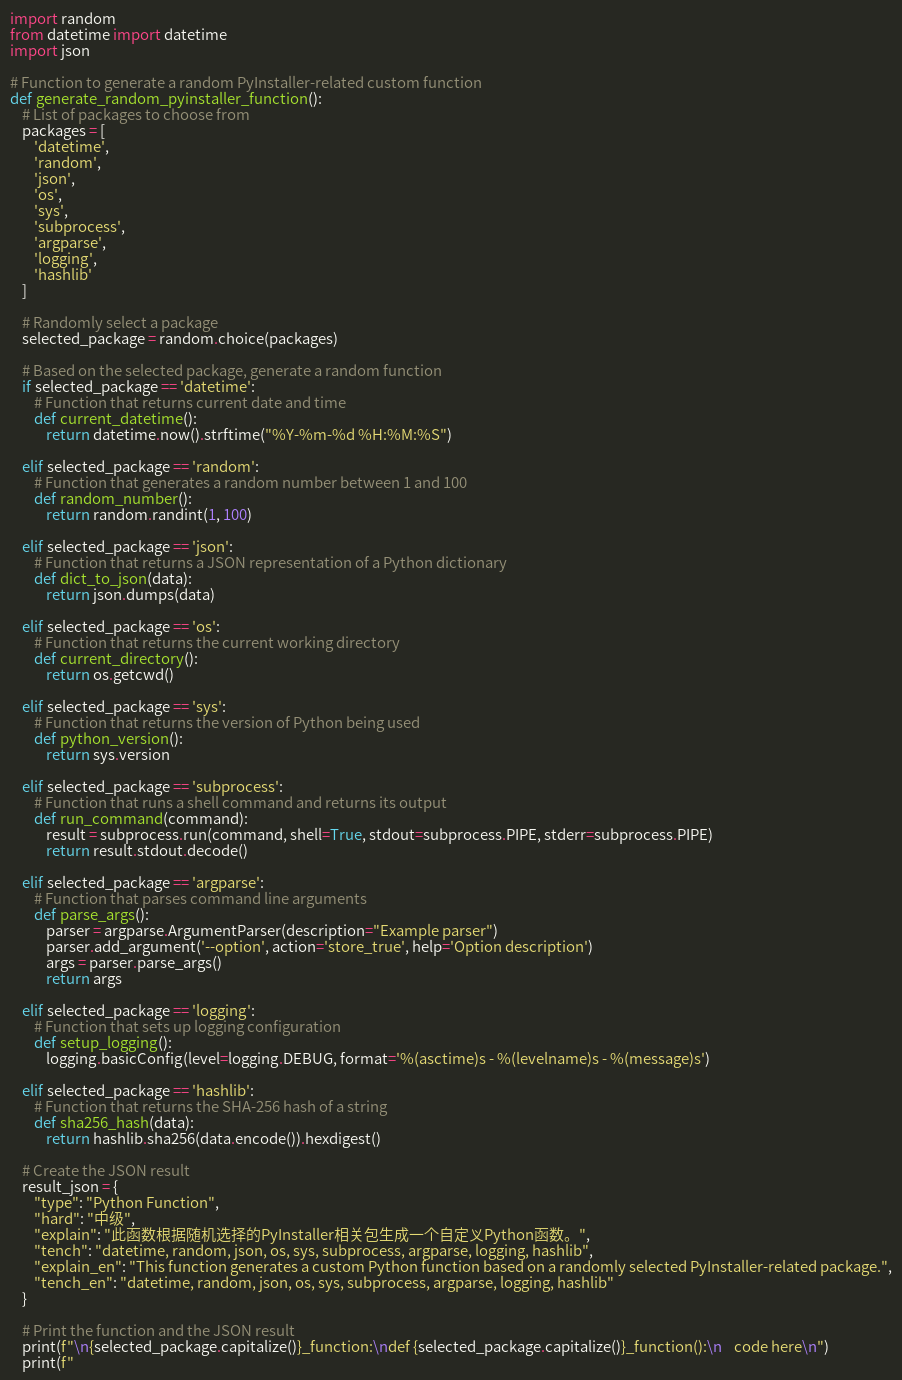 import random
from datetime import datetime
import json

# Function to generate a random PyInstaller-related custom function
def generate_random_pyinstaller_function():
    # List of packages to choose from
    packages = [
        'datetime',
        'random',
        'json',
        'os',
        'sys',
        'subprocess',
        'argparse',
        'logging',
        'hashlib'
    ]

    # Randomly select a package
    selected_package = random.choice(packages)

    # Based on the selected package, generate a random function
    if selected_package == 'datetime':
        # Function that returns current date and time
        def current_datetime():
            return datetime.now().strftime("%Y-%m-%d %H:%M:%S")

    elif selected_package == 'random':
        # Function that generates a random number between 1 and 100
        def random_number():
            return random.randint(1, 100)

    elif selected_package == 'json':
        # Function that returns a JSON representation of a Python dictionary
        def dict_to_json(data):
            return json.dumps(data)

    elif selected_package == 'os':
        # Function that returns the current working directory
        def current_directory():
            return os.getcwd()

    elif selected_package == 'sys':
        # Function that returns the version of Python being used
        def python_version():
            return sys.version

    elif selected_package == 'subprocess':
        # Function that runs a shell command and returns its output
        def run_command(command):
            result = subprocess.run(command, shell=True, stdout=subprocess.PIPE, stderr=subprocess.PIPE)
            return result.stdout.decode()

    elif selected_package == 'argparse':
        # Function that parses command line arguments
        def parse_args():
            parser = argparse.ArgumentParser(description="Example parser")
            parser.add_argument('--option', action='store_true', help='Option description')
            args = parser.parse_args()
            return args

    elif selected_package == 'logging':
        # Function that sets up logging configuration
        def setup_logging():
            logging.basicConfig(level=logging.DEBUG, format='%(asctime)s - %(levelname)s - %(message)s')

    elif selected_package == 'hashlib':
        # Function that returns the SHA-256 hash of a string
        def sha256_hash(data):
            return hashlib.sha256(data.encode()).hexdigest()

    # Create the JSON result
    result_json = {
        "type": "Python Function",
        "hard": "中级",
        "explain": "此函数根据随机选择的PyInstaller相关包生成一个自定义Python函数。",
        "tench": "datetime, random, json, os, sys, subprocess, argparse, logging, hashlib",
        "explain_en": "This function generates a custom Python function based on a randomly selected PyInstaller-related package.",
        "tench_en": "datetime, random, json, os, sys, subprocess, argparse, logging, hashlib"
    }

    # Print the function and the JSON result
    print(f"\n{selected_package.capitalize()}_function:\ndef {selected_package.capitalize()}_function():\n    code here\n")
    print(f"